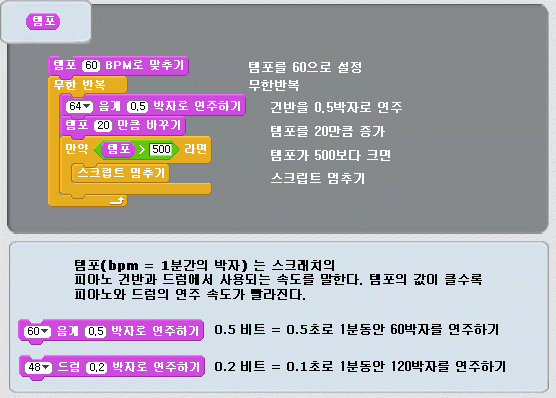 템포
템포 60 BPM로 맞추기 템포를 60으로 설정
무한 반복 무한반복
64 음계 0.5 박자로 연주하기 건반을 0.5박자로 연주
템포 20 만큼 바꾸기 템포를 20만큼 증가
만약 템포 > 500 라면 템포가 500보다 크면
스크립트 멈추기 스크립트 멈추기
템포(bpm = 1분간의 박자) 는 스크래치의
피아노 건반과 드럼에서 사용되는 속도를 말한다. 템포의 값이 클수록
피아노와 드럼의 연주 속도가 빨라진다.
60 음계 0.5 박자로 연주하기 0.5 비트 = 0.5초로 1분동안 60박자를 연주하기
48 드럼 0.2 박자로 연주하기 0.2 비트 = 0.1초로 1분동안 120박자를 연주하기